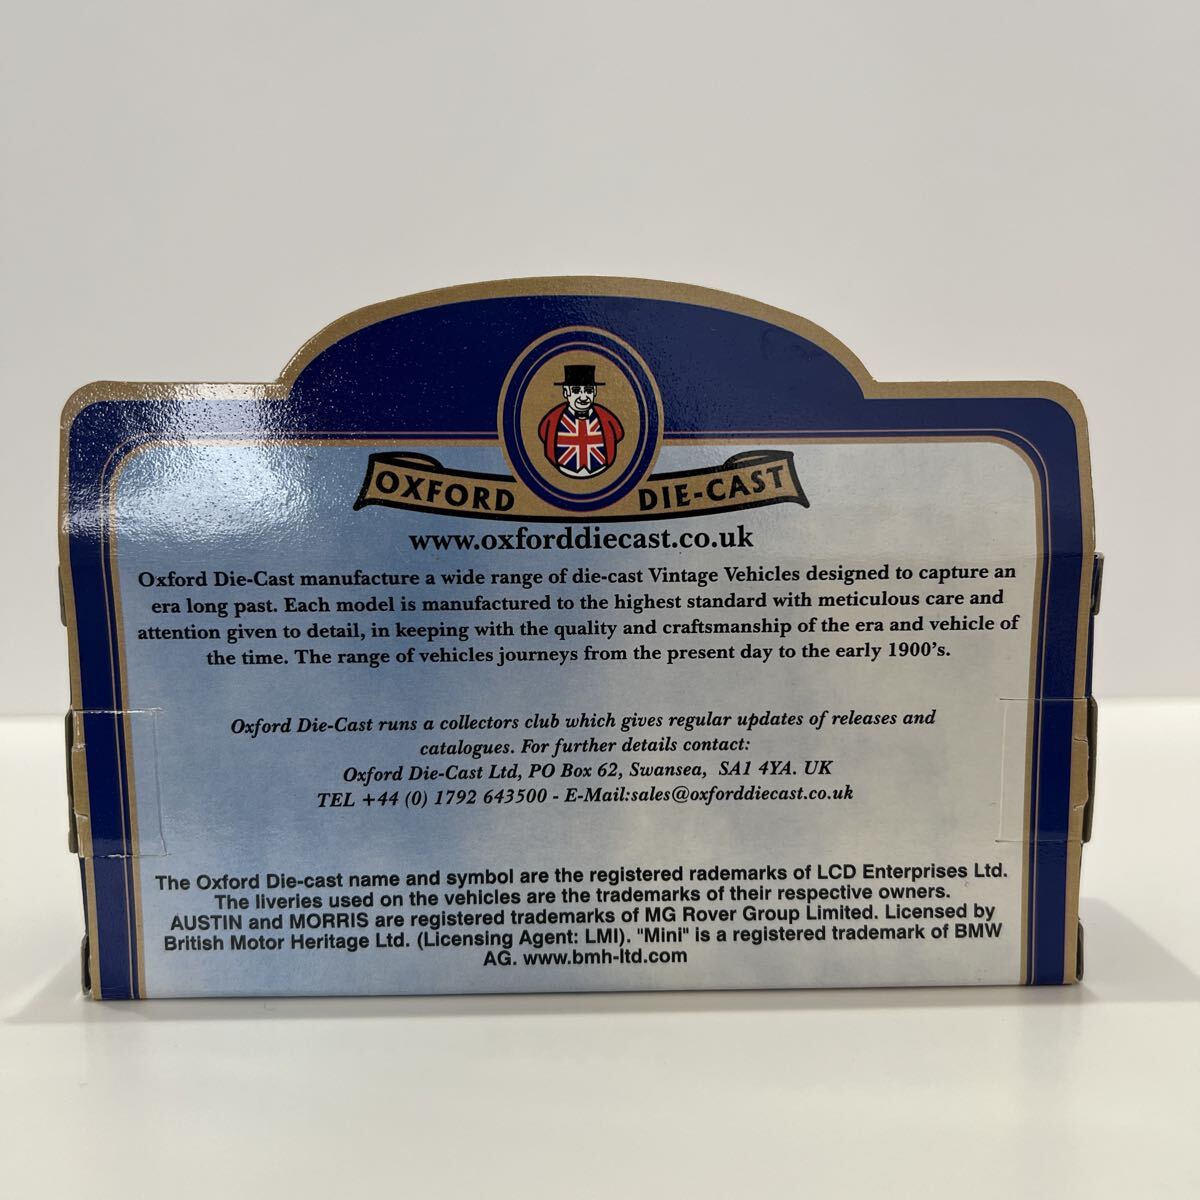 OXFORD DIE-CAST
www.oxforddiecast.co.uk
Oxford Die-Cast manufacture a wide range of die-cast Vintage Vehicles designed to capture an
era long past. Each model is manufactured to the highest standard with meticulous care and
attention given to detail, in keeping with the quality and craftsmanship of the era and vehicle of
the time. The range of vehicles journeys from the present day to the early 1900's.
Oxford Die-Cast runs a collectors club which gives regular updates of releases and
catalogues. For further details contact:
Oxford Die-Cast Ltd, PO Box 62, Swansea, SA1 4YA. UK
TEL +44 (0) 1792 643500 - E-Mail:sales@oxforddiecast.co.uk
The Oxford Die-cast name and symbol are the registered rademarks of LCD Enterprises Ltd.
The liveries used on the vehicles are the trademarks of their respective owners.
AUSTIN and MORRIS are registered trademarks of MG Rover Group Limited. Licensed by
British Motor Heritage Ltd. (Licensing Agent: LMI). "Mini" is a registered trademark of BMW
AG. www.bmh-ltd.com